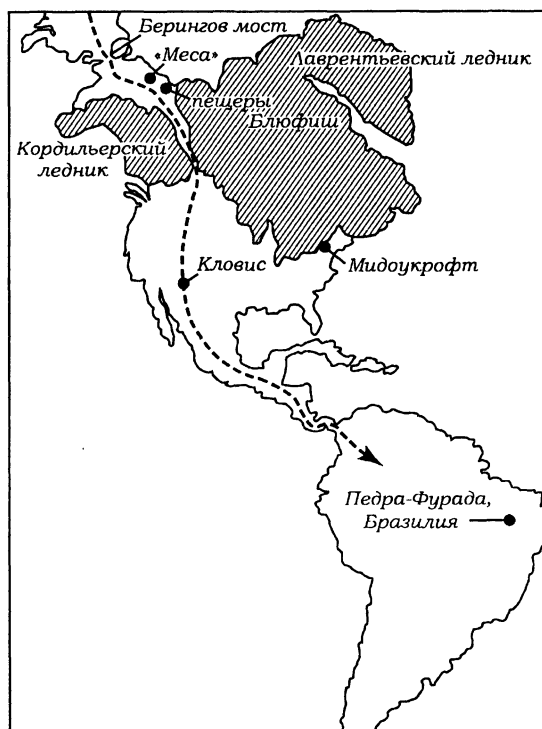 Берингов мост
«Меса»
Лаврентьевский ледник
пещеры
Блюфиш
Кордильерский
ледник
Кловис
Мидоукрофт
Педра-Фурада,
Бразилия